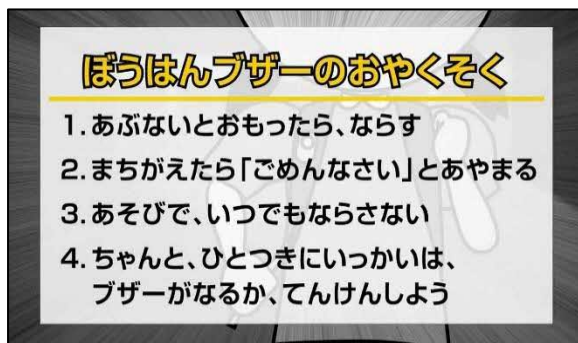 ぼうはんブザーのおやくそく
1.あぶないとおもったら、ならす
2.まちがえたら「ごめんなさい」とあやまる
3.あそびで、いつでもならさない
4.ちゃんと、ひとつきにいっかいは、
ブザーがなるか、てんけんしよう